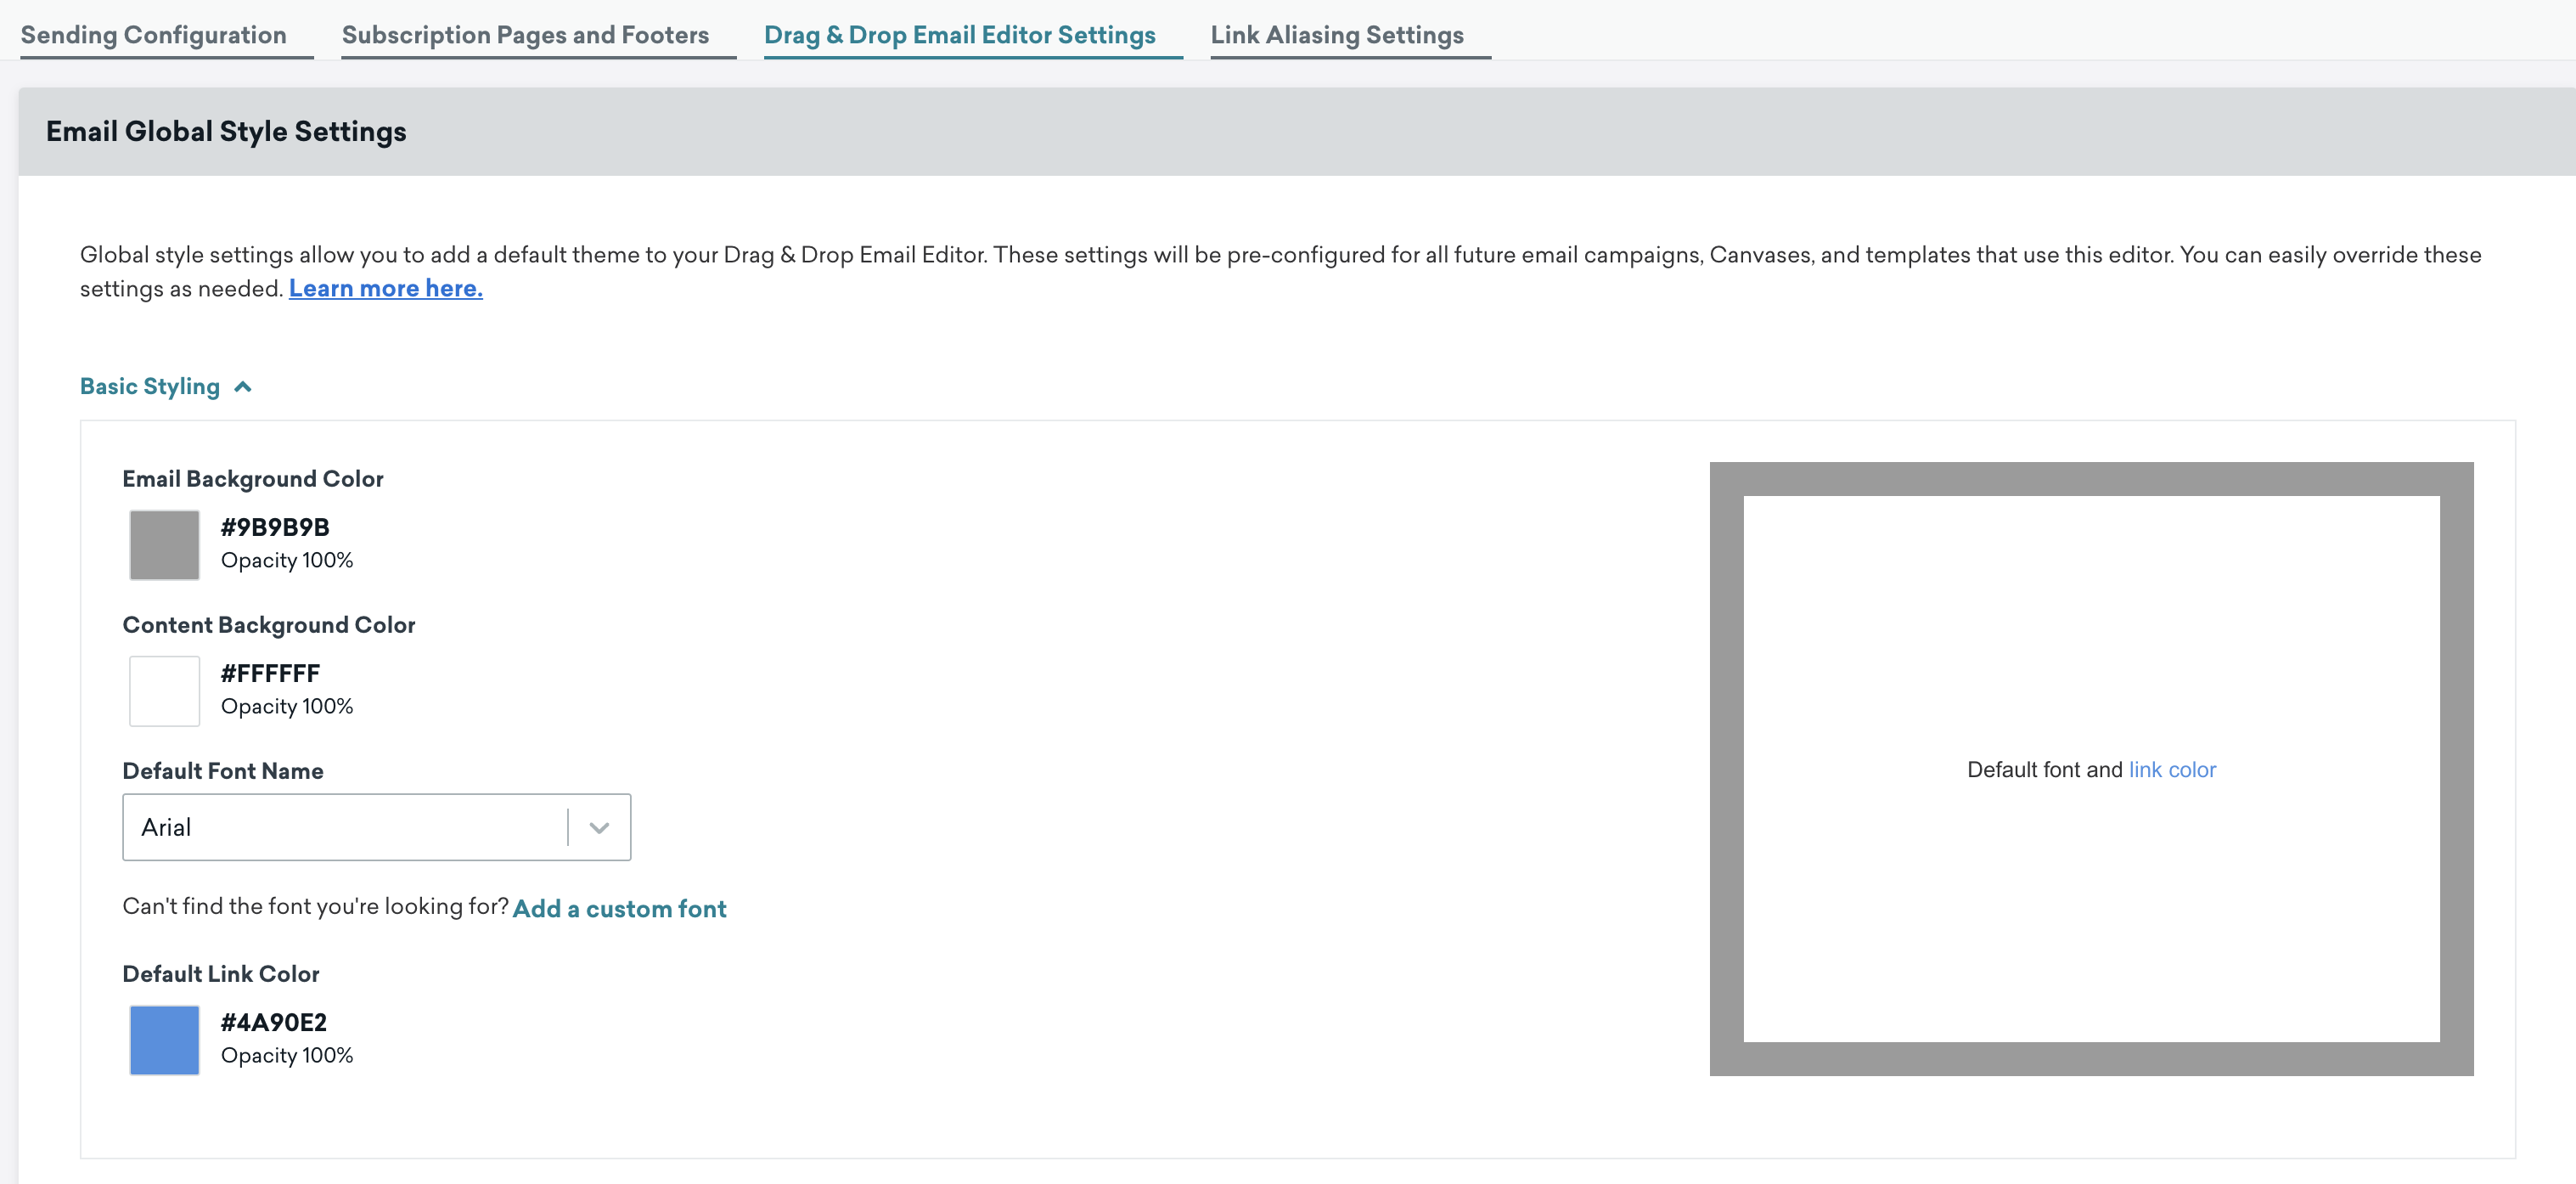 Sending Configuration
Subscription Pages and Footers
Drag & Drop Email Editor Settings
Link Aliasing Settings
Email Global Style Settings
Global style settings allow you to add a default theme to your Drag & Drop Email Editor. These settings will be pre-configured for all future email campaigns, Canvases, and templates that use this editor. You can easily override these
settings as needed. Learn more here.
Basic Styling
Email Background Color
#9B9B9B
Opacity 100%
Content Background Color
#FFFFFF
Opacity 100%
Default Font Name
Arial
Can't find the font you're looking for? Add a custom font
Default Link Color
#4A90E2
Opacity 100%
Default font and link color